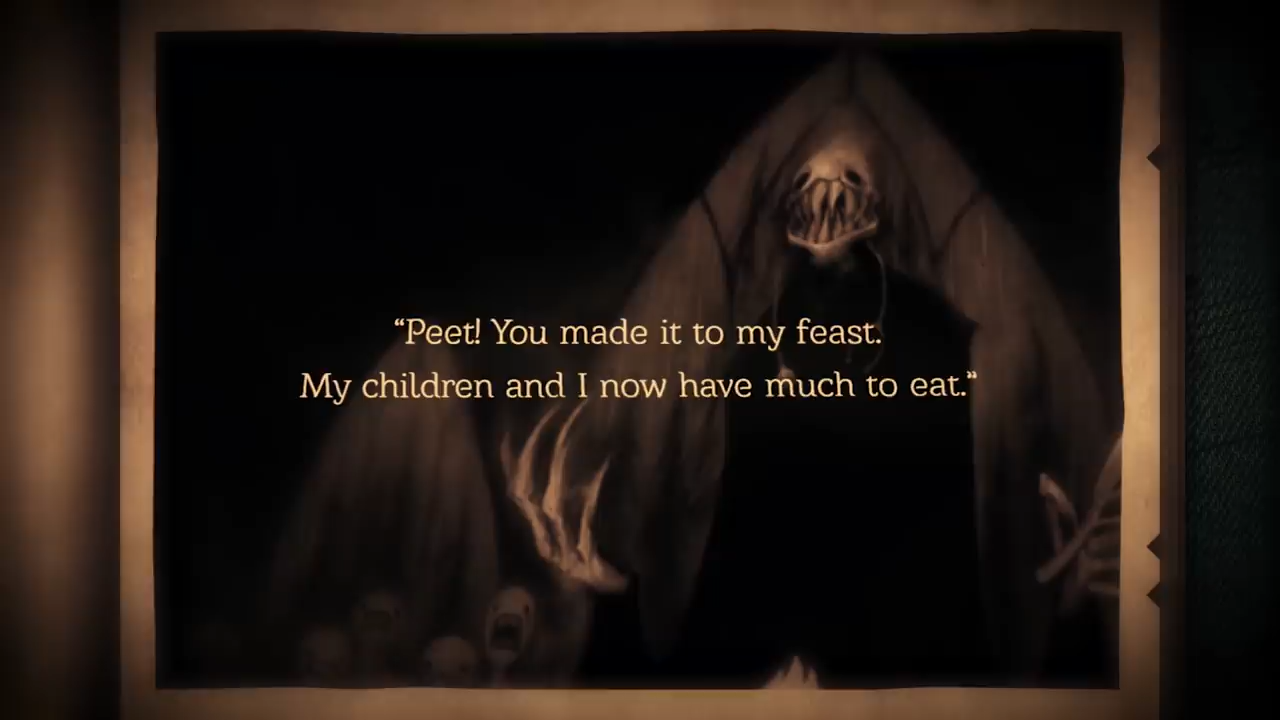 “Peet! You made it to my feast.
My children and I now have much to eat.”